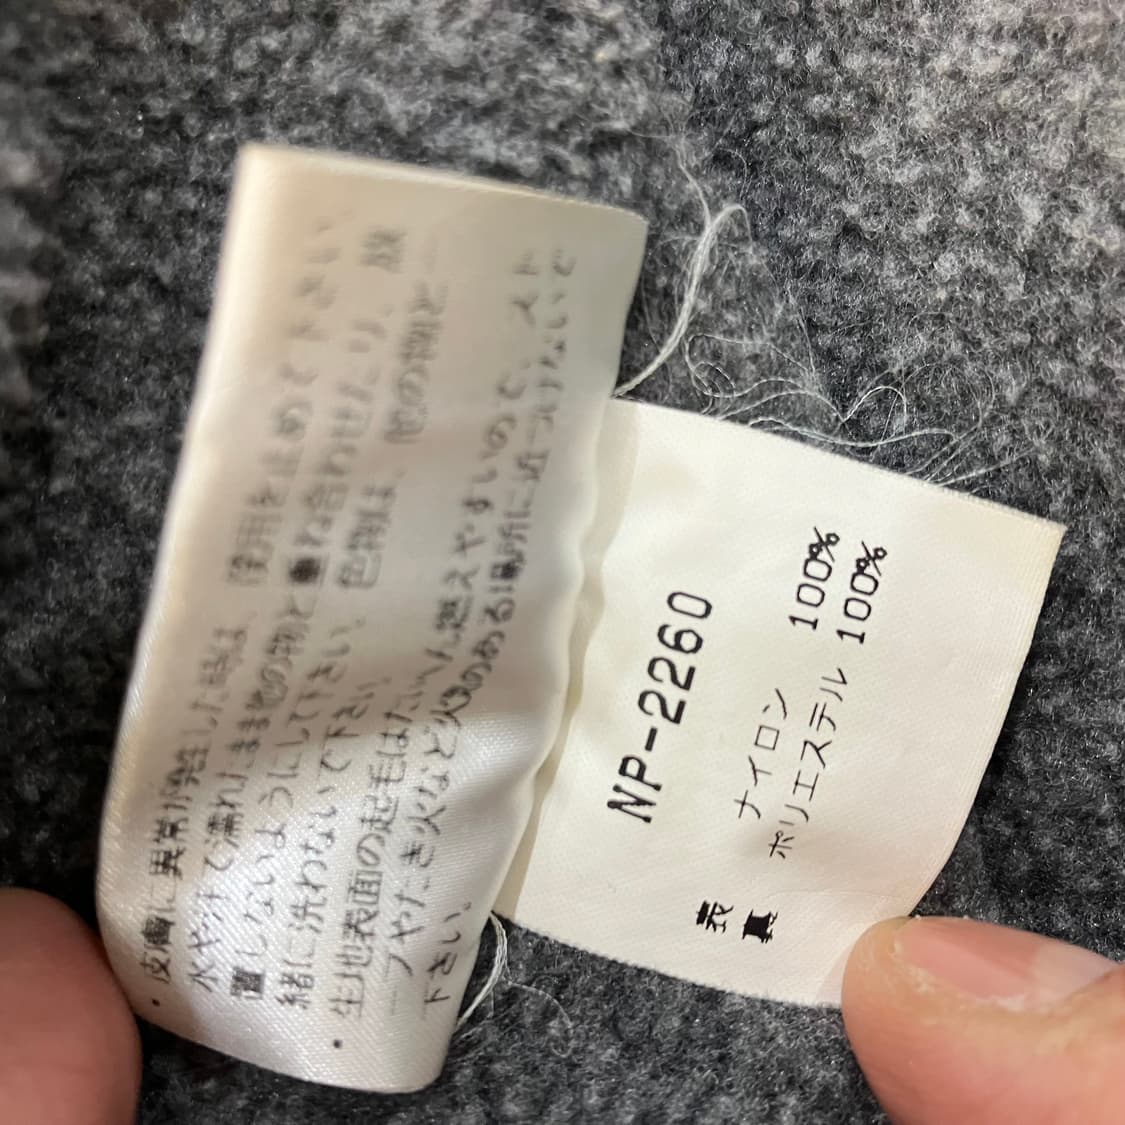 ・皮膚に異常が発生した時は、使用を止めて下さい
水や汗で濡れたまま他の物と重ね合わせたり、放
置しないようにして下さい。色物は、他の物と一
緒に洗わないで下さい。
・生地表面の起毛はたいへん燃えやすいので、スト
ーブやたき火など火気のある場所に近づけないで
下さい。
NP-2260
表 ナイロン 100%
裏 ポリエステル 100%